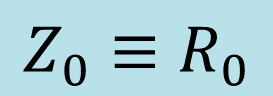 Z₀ ≡ R₀